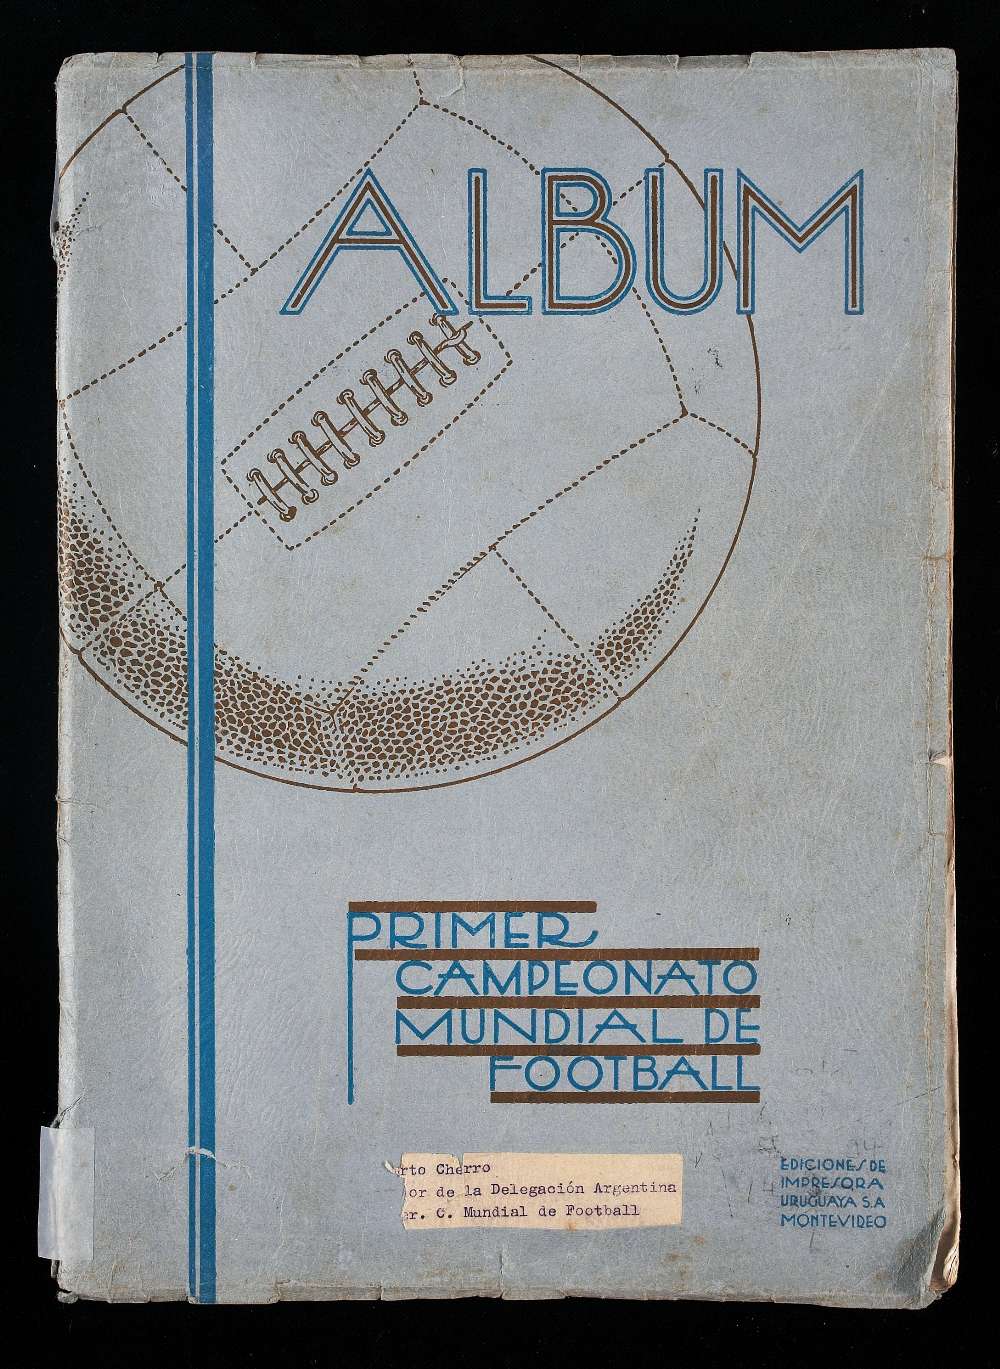 ALBUM
PRIMER
CAMPEONATO
MUNDIAL DE
FOOTBALL
rto Cherro
or de la Delegación Argentina
er. C. Mundial de Football
EDICIONES DE
IMPRESORA
URUGUAYA S.A
MONTEVIDEO